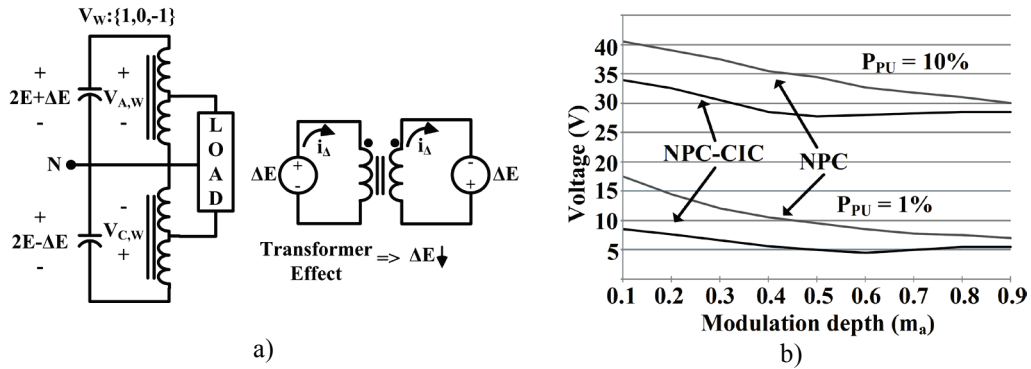 a)
V_W:{1,0,-1}
+
2E+ΔE
-
+
V_A,W
-
N
+
2E-ΔE
-
-
V_C,W
+
LOAD
ΔE
+
-
i_Δ
i_Δ
-
+
ΔE
Transformer
Effect
=> ΔE
a)
b)
Voltage (V)
40
35
30
25
20
15
10
5
P_PU = 10%
NPC-CIC
NPC
P_PU = 1%
0.1 0.2 0.3 0.4 0.5 0.6 0.7 0.8 0.9
Modulation depth (m_a)
b)